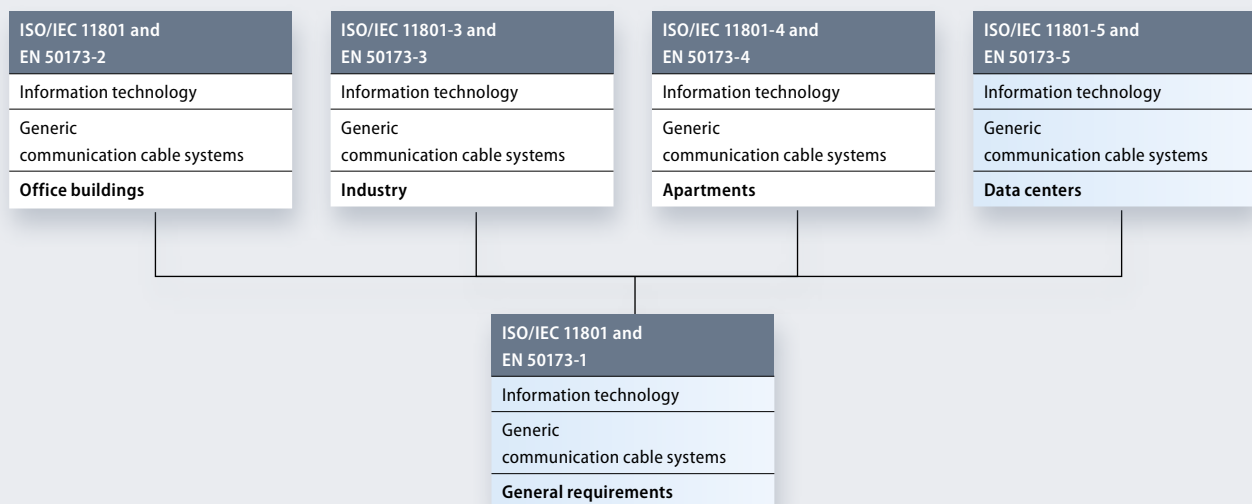 ISO/IEC 11801 and
EN 50173-2
Information technology
Generic
communication cable systems
Office buildings
ISO/IEC 11801-3 and
EN 50173-3
Information technology
Generic
communication cable systems
Industry
ISO/IEC 11801-4 and
EN 50173-4
Information technology
Generic
communication cable systems
Apartments
ISO/IEC 11801-5 and
EN 50173-5
Information technology
Generic
communication cable systems
Data centers
ISO/IEC 11801 and
EN 50173-1
Information technology
Generic
communication cable systems
General requirements